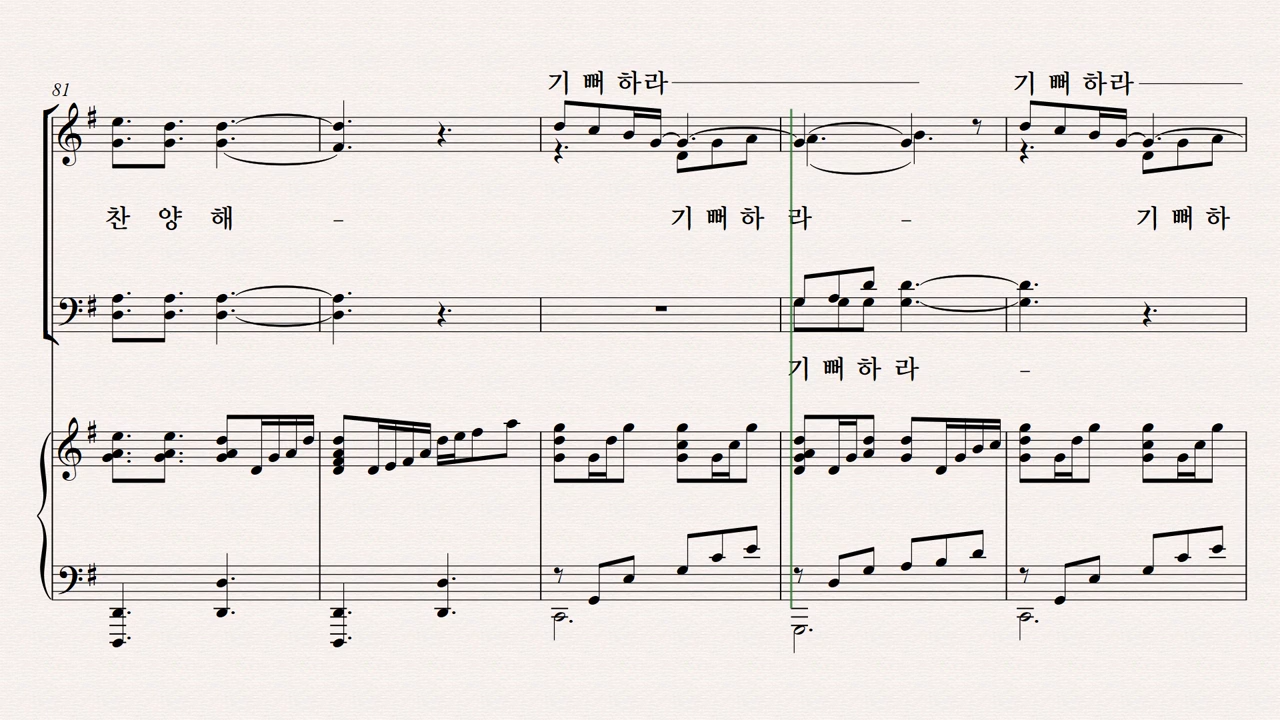 81
기 뻐 하라 기 뻐 하라
찬 양 해 - 기 뻐 하 라 - 기 뻐 하
기 뻐 하 라 -